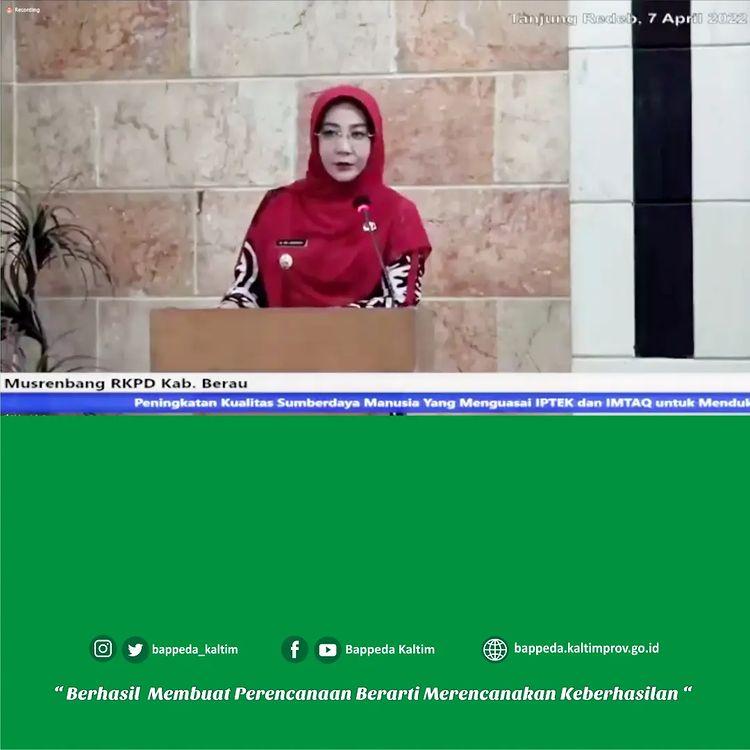 Recording
Tanjung Redeb, 7 April 2022
Musrenbang RKPD Kab. Berau
Peningkatan Kualitas Sumberdaya Manusia Yang Menguasai IPTEK dan IMTAQ untuk Menduk
bappeda_kaltim
Bappeda Kaltim
bappeda.kaltimprov.go.id
“ Berhasil Membuat Perencanaan Berarti Merencanakan Keberhasilan “